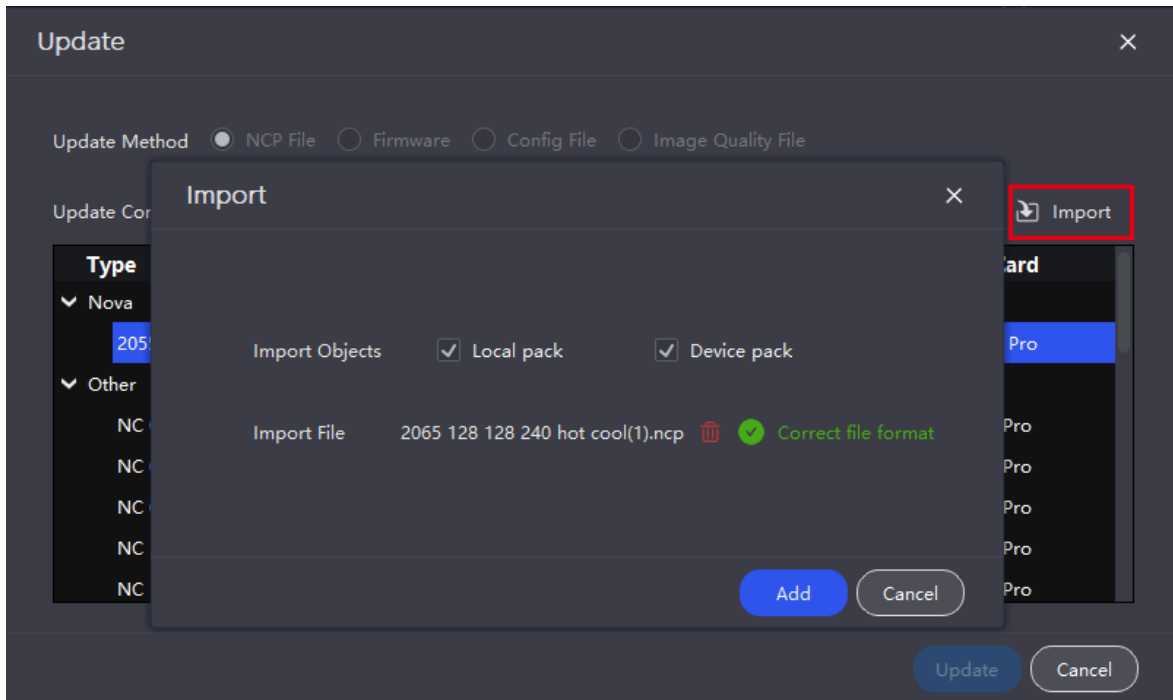 Update
Update Method NCP File Firmware Config File Image Quality File
Import
Update Import
Type
Nova
Import Objects Local pack Device pack
Pro
Other
Import File 2065 128 128 240 hot cool(1).ncp Correct file format
NC Pro
NC Pro
NC Pro
NC Pro
NC Pro
Add Cancel
Update Cancel